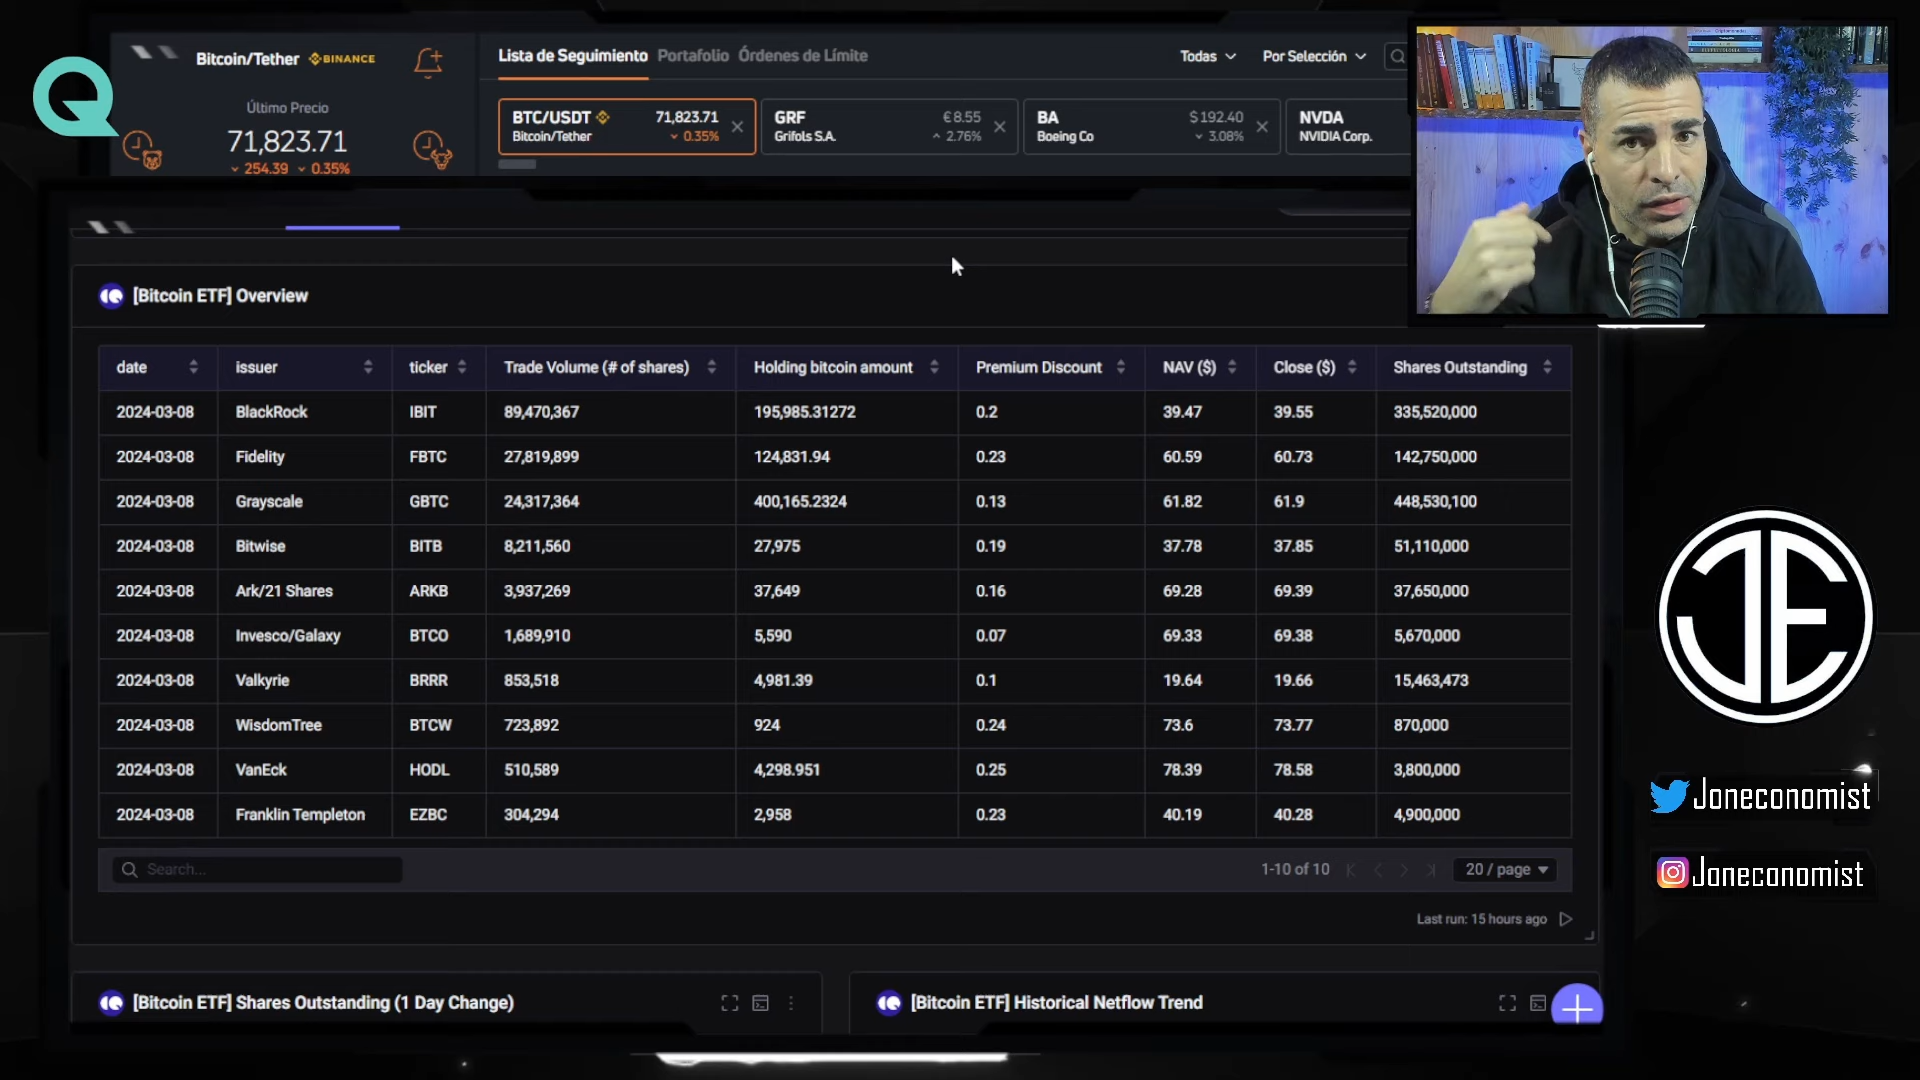 Bitcoin/Tether BINANCE
Último Precio
71,823.71
254.39 0.35%
Lista de Seguimiento Portafolio Órdenes de Límite
Todas Por Selección
BTC/USDT 71,823.71
Bitcoin/Tether 0.35%
GRF €8.55
Grifols S.A. 2.76%
BA $192.40
Boeing Co 3.08%
NVDA
NVIDIA Corp.
[Bitcoin ETF] Overview
date issuer ticker Trade Volume (# of shares) Holding bitcoin amount Premium Discount NAV ($) Close ($) Shares Outstanding
2024-03-08 BlackRock IBIT 89,470,367 195,985.31272 0.2 39.47 39.55 335,520,000
2024-03-08 Fidelity FBTC 27,819,899 124,831.94 0.23 60.59 60.73 142,750,000
2024-03-08 Grayscale GBTC 24,317,364 400,165.2324 0.13 61.82 61.9 448,530,100
2024-03-08 Bitwise BITB 8,211,560 27,975 0.19 37.78 37.85 51,110,000
2024-03-08 Ark/21 Shares ARKB 3,937,269 37,649 0.16 69.28 69.39 37,650,000
2024-03-08 Invesco/Galaxy BTCO 1,689,910 5,590 0.07 69.33 69.38 5,670,000
2024-03-08 Valkyrie BRRR 853,518 4,981.39 0.1 19.64 19.66 15,463,473
2024-03-08 WisdomTree BTCW 723,892 924 0.24 73.6 73.77 870,000
2024-03-08 VanEck HODL 510,589 4,298.951 0.25 78.39 78.58 3,800,000
2024-03-08 Franklin Templeton EZBC 304,294 2,958 0.23 40.19 40.28 4,900,000
Search...
1-10 of 10 20 / page
Last run: 15 hours ago
[Bitcoin ETF] Shares Outstanding (1 Day Change)
[Bitcoin ETF] Historical Netflow Trend
JE
Joneconomist
Joneconomist